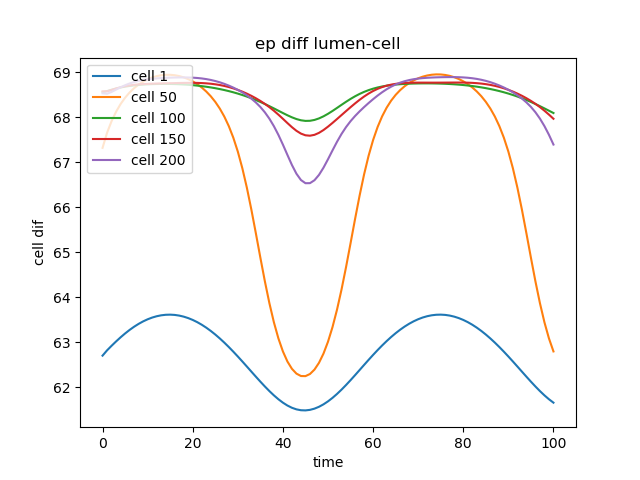 ep diff lumen-cell
cell dif
69
68
67
66
65
64
63
62
cell 1
cell 50
cell 100
cell 150
cell 200
0 20 40 60 80 100
time